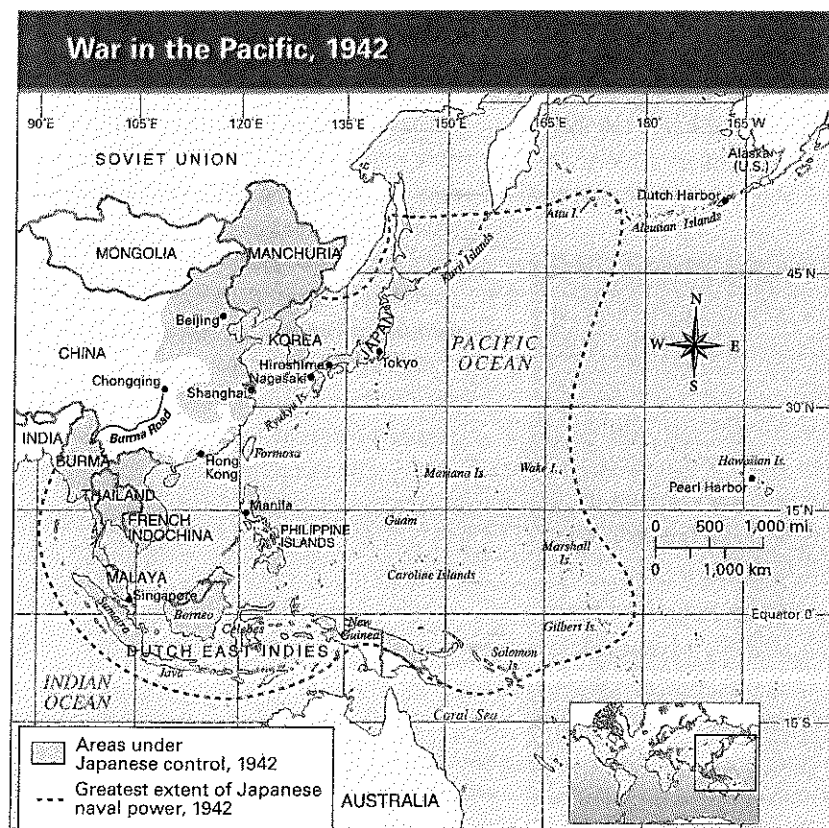 War in the Pacific, 1942
90°E 105°E 120°E 135°E 150°E 165°E 180° 165°W
SOVIET UNION
Alaska (U.S.)
Dutch Harbor
Attu I.
Aleutian Islands
MONGOLIA
MANCHURIA
Kuril Islands
45°N
Beijing
KOREA
JAPAN
PACIFIC
OCEAN
N
W
E
S
CHINA
Hiroshima
Tokyo
Chongqing
Nagasaki
Shanghai
Ryukyu Is.
30°N
INDIA
Burma Road
BURMA
Hong
Kong
Formosa
Mariana Is.
Wake I.
Hawaiian Is.
Pearl Harbor
THAILAND
Manila
15°N
FRENCH
INDOCHINA
PHILIPPINE
ISLANDS
Guam
0 500 1,000 mi.
0 1,000 km
Marshall
Is.
MALAYA
Caroline Islands
Singapore
Sumatra
Borneo
Celebes
New
Guinea
Gilbert Is.
Equator 0°
DUTCH EAST INDIES
Solomon
Is.
Java
INDIAN
OCEAN
Coral Sea
15°S
Areas under
Japanese control, 1942
Greatest extent of Japanese
naval power, 1942
AUSTRALIA